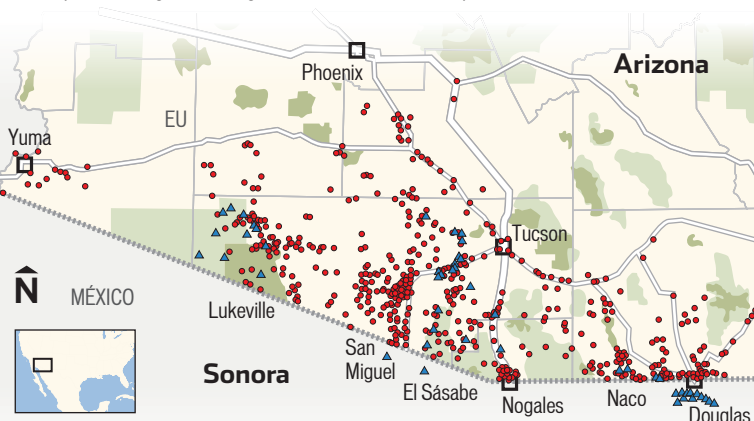 Phoenix
Arizona
EU
Yuma
Tucson
N
MÉXICO
Lukeville
San
Miguel
Sonora
El Sásabe
Nogales
Naco
Douglas